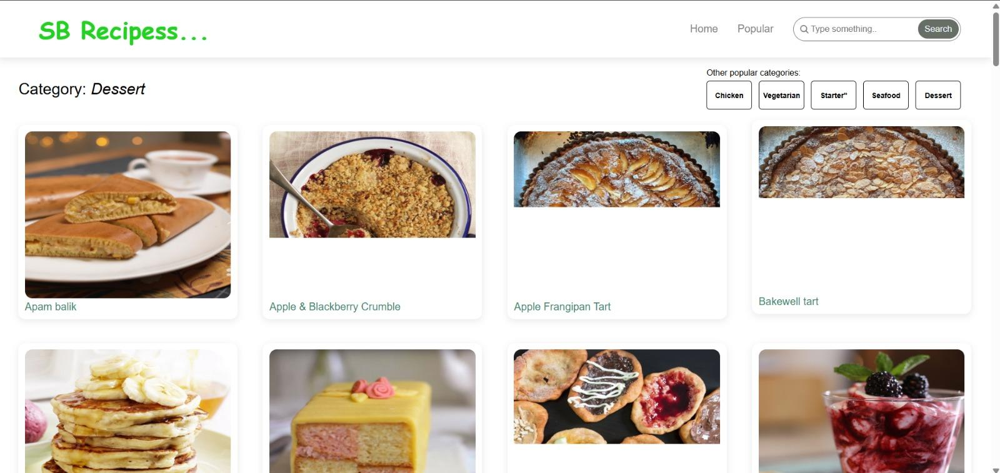 SB Recipess...
Home
Popular
Type something..
Search
Category: Dessert
Other popular categories:
Chicken
Vegetarian
Starter"
Seafood
Dessert
Apam balik
Apple & Blackberry Crumble
Apple Frangipan Tart
Bakewell tart